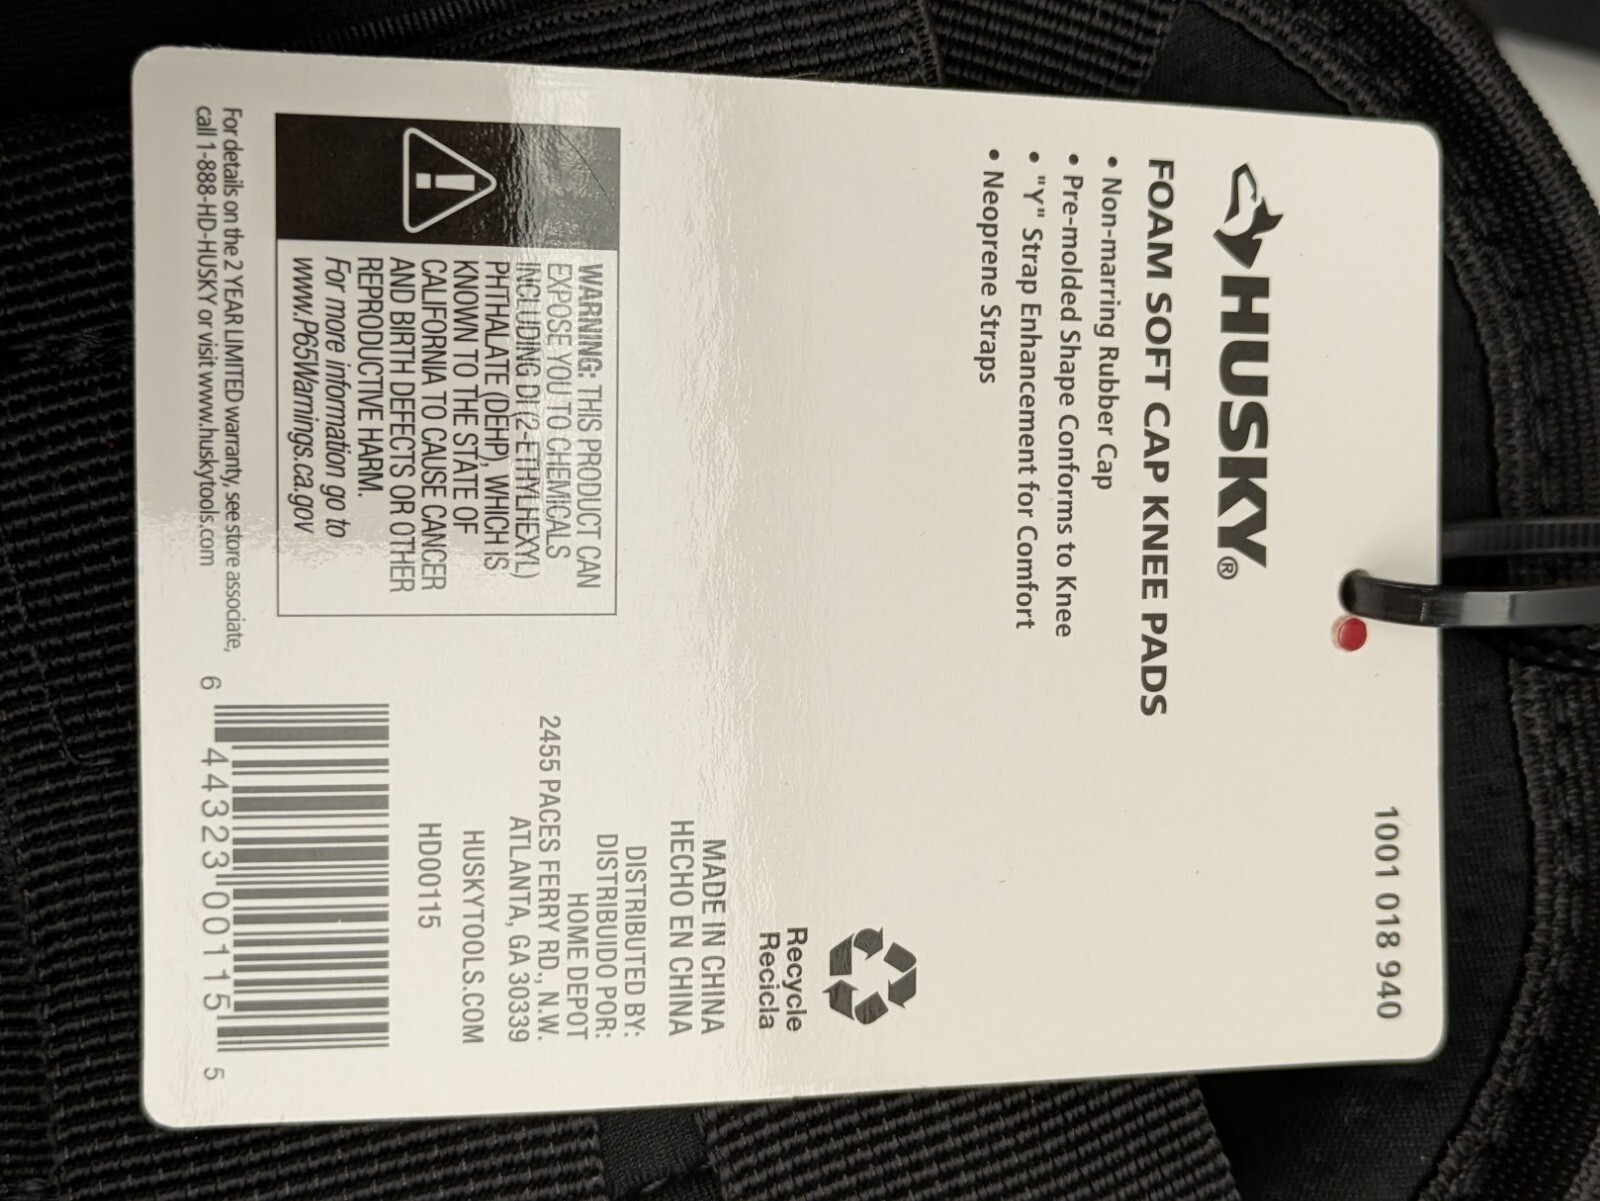 1001 018 940
HUSKY®
FOAM SOFT CAP KNEE PADS
• Non-marring Rubber Cap
• Pre-molded Shape Conforms to Knee
• "Y" Strap Enhancement for Comfort
• Neoprene Straps
Recycle
Recicla
MADE IN CHINA
HECHO EN CHINA
DISTRIBUTED BY:
DISTRIBUIDO POR:
HOME DEPOT
2455 PACES FERRY RD., N.W.
ATLANTA, GA 30339
HUSKYTOOLS.COM
HD00115
WARNING: THIS PRODUCT CAN
EXPOSE YOU TO CHEMICALS
INCLUDING DI (2-ETHYLHEXYL)
PHTHALATE (DEHP), WHICH IS
KNOWN TO THE STATE OF
CALIFORNIA TO CAUSE CANCER
AND BIRTH DEFECTS OR OTHER
REPRODUCTIVE HARM.
For more information go to
www.P65Warnings.ca.gov
For details on the 2 YEAR LIMITED warranty, see store associate,
call 1-888-HD-HUSKY or visit www.huskytools.com
6 44323 00115 5